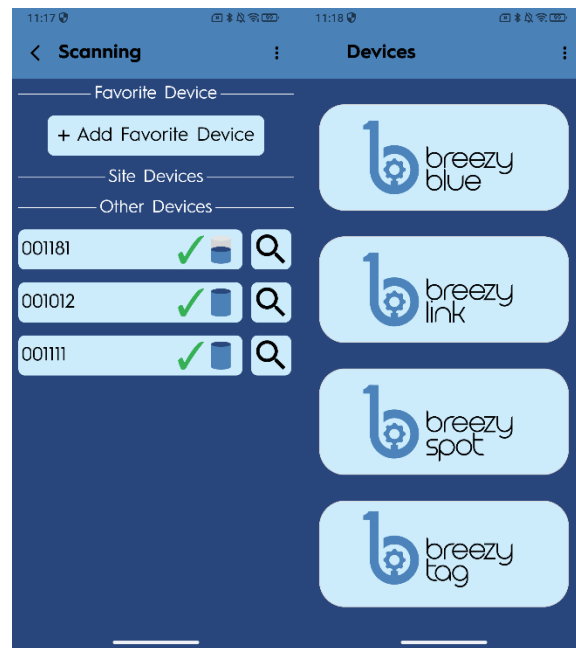 11:17
Scanning
Favorite Device
+ Add Favorite Device
Site Devices
Other Devices
001181
001012
001111
11:18
Devices
breezy
blue
breezy
link
breezy
spot
breezy
tag